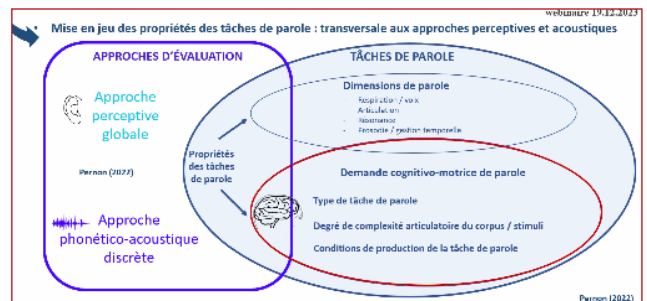 webinaire 19.12.2023
Mise en jeu des propriétés des tâches de parole : transversale aux approches perceptives et acoustiques
APPROCHES D'ÉVALUATION
TÂCHES DE PAROLE
Approche
perceptive
globale
Pernon (2022)
Approche
phonético-acoustique
discrète
Propriétés
des tâches
de parole
Dimensions de parole
- Respiration / voix
- Articulation
- Résonance
- Prosodie / gestion temporelle
Demande cognitivo-motrice de parole
Type de tâche de parole
Degré de complexité articulatoire du corpus / stimuli
Conditions de production de la tâche de parole
Pernon (2022)